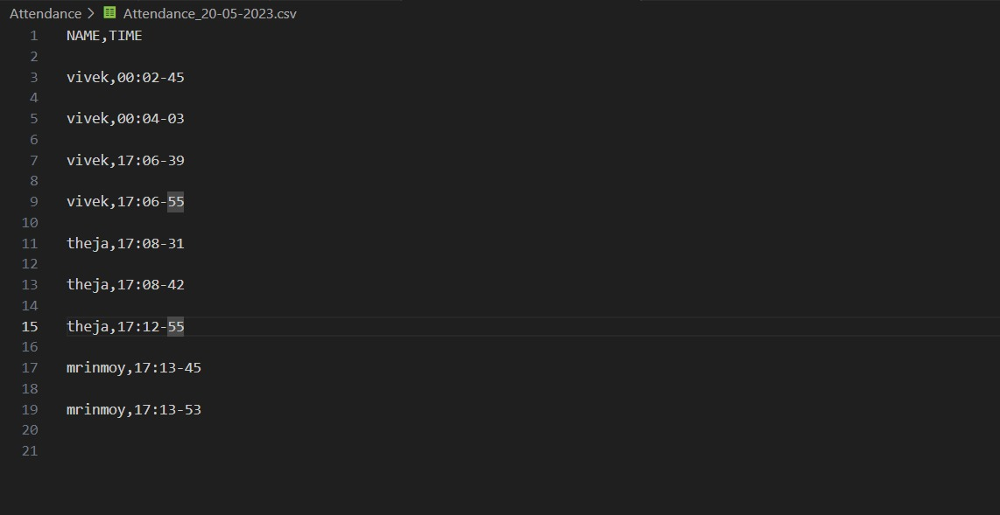 Attendance > Attendance_20-05-2023.csv
1 NAME,TIME
2
3 vivek,00:02-45
4
5 vivek,00:04-03
6
7 vivek,17:06-39
8
9 vivek,17:06-55
10
11 theja,17:08-31
12
13 theja,17:08-42
14
15 theja,17:12-55
16
17 mrinmoy,17:13-45
18
19 mrinmoy,17:13-53
20
21